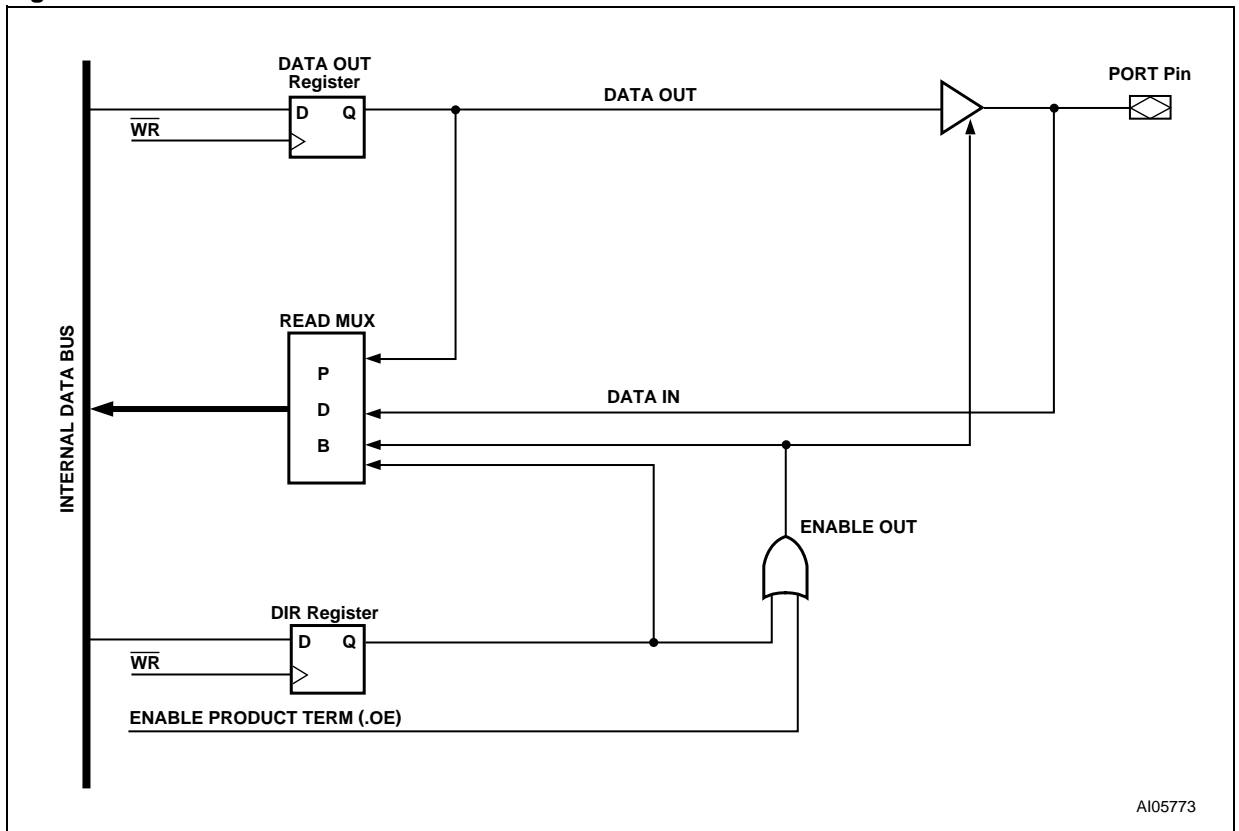 DATA OUT
Register
PORT Pin
DATA OUT
D Q
WR
READ MUX
P
D
B
DATA IN
INTERNAL DATA BUS
ENABLE OUT
DIR Register
D Q
WR
ENABLE PRODUCT TERM (.OE)
AI05773